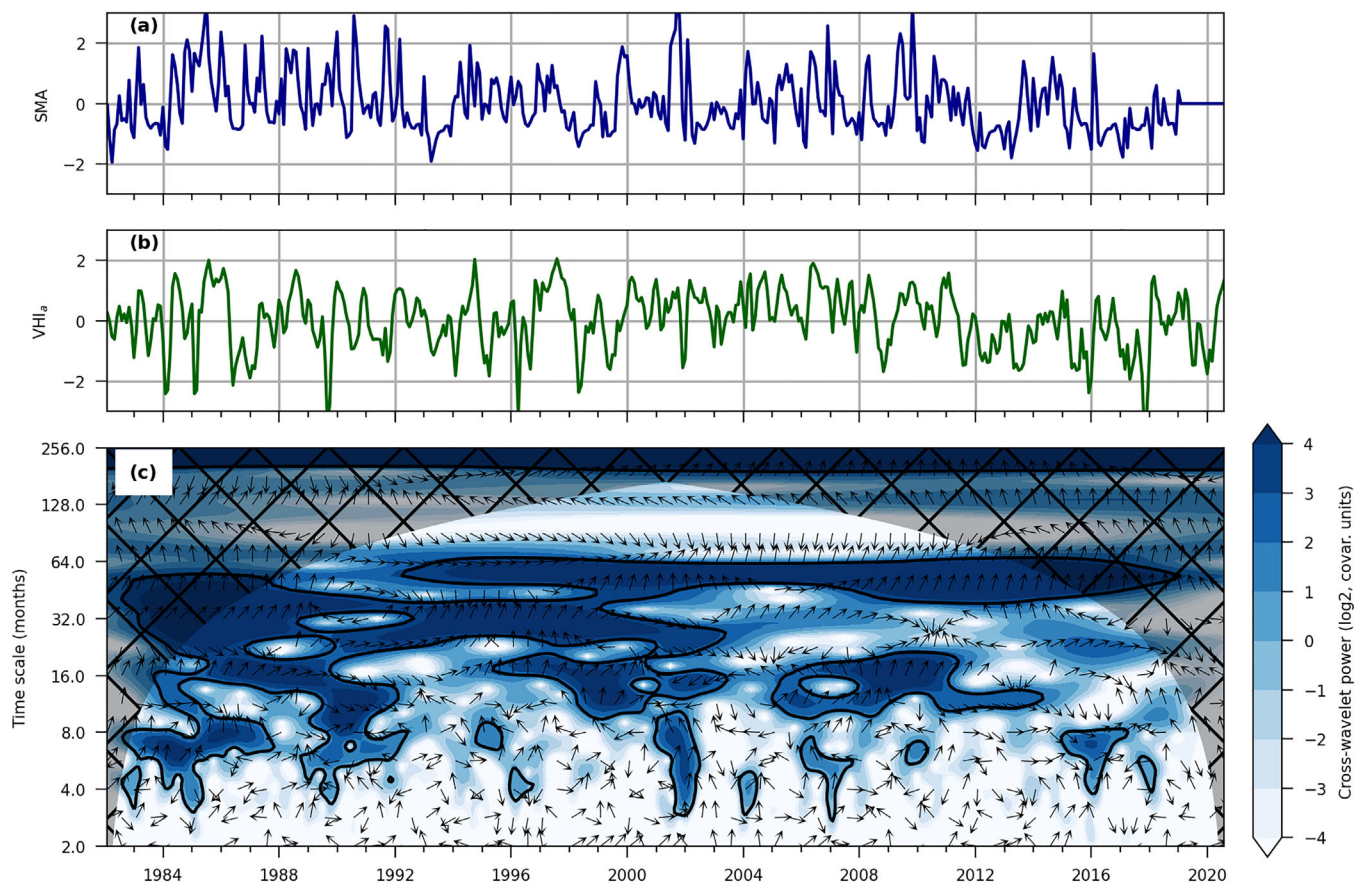 (a)
2
0
−2
SMA
(b)
2
0
−2
VHIₐ
(c)
256.0
128.0
64.0
32.0
16.0
8.0
4.0
2.0
Time scale (months)
1984 1988 1992 1996 2000 2004 2008 2012 2016 2020
4
3
2
1
0
−1
−2
−3
−4
Cross-wavelet power (log2. covar. units)